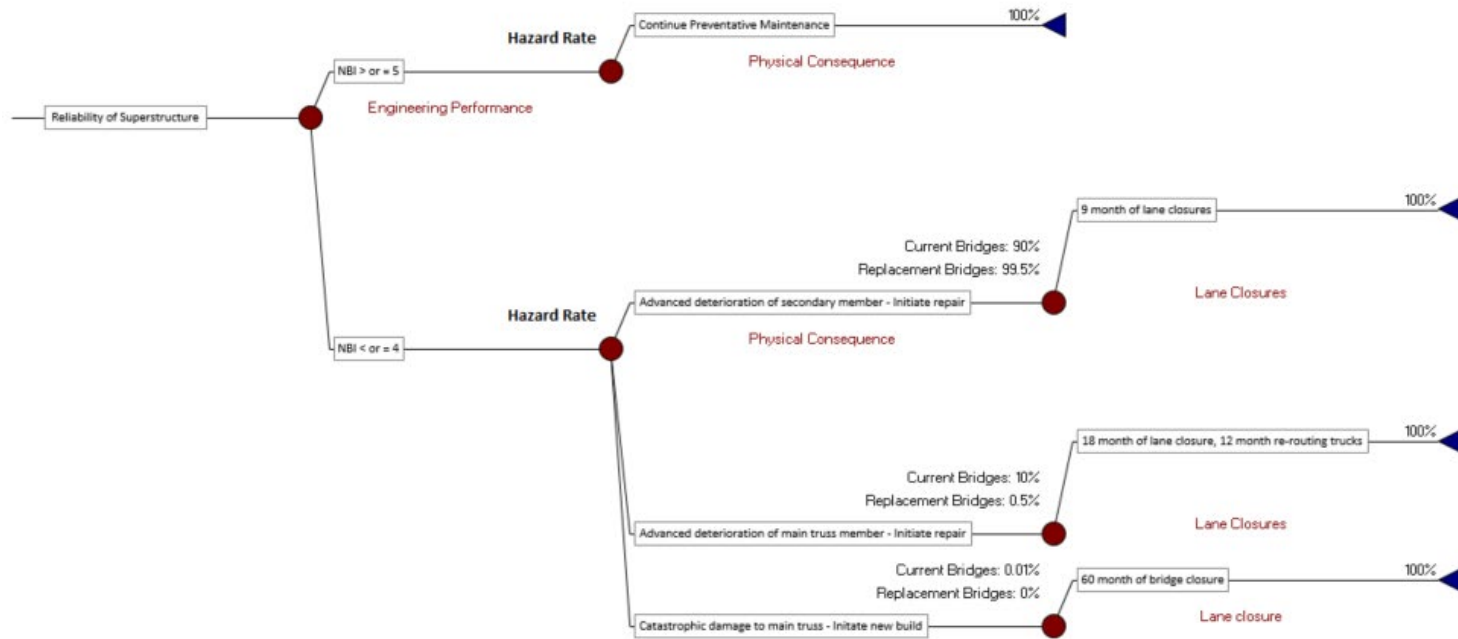 100%
Continue Preventative Maintenance
Hazard Rate
Physical Consequence
NBI > or = 5
Engineering Performance
Reliability of Superstructure
100%
9 month of lane closures
Current Bridges: 90%
Replacement Bridges: 99.5%
Lane Closures
Advanced deterioration of secondary member - Initiate repair
Hazard Rate
Physical Consequence
NBI < or = 4
100%
18 month of lane closure, 12 month re-routing trucks
Current Bridges: 10%
Replacement Bridges: 0.5%
Lane Closures
Advanced deterioration of main truss member - Initiate repair
100%
Current Bridges: 0.01%
60 month of bridge closure
Replacement Bridges: 0%
Lane closure
Catastrophic damage to main truss - Initate new build